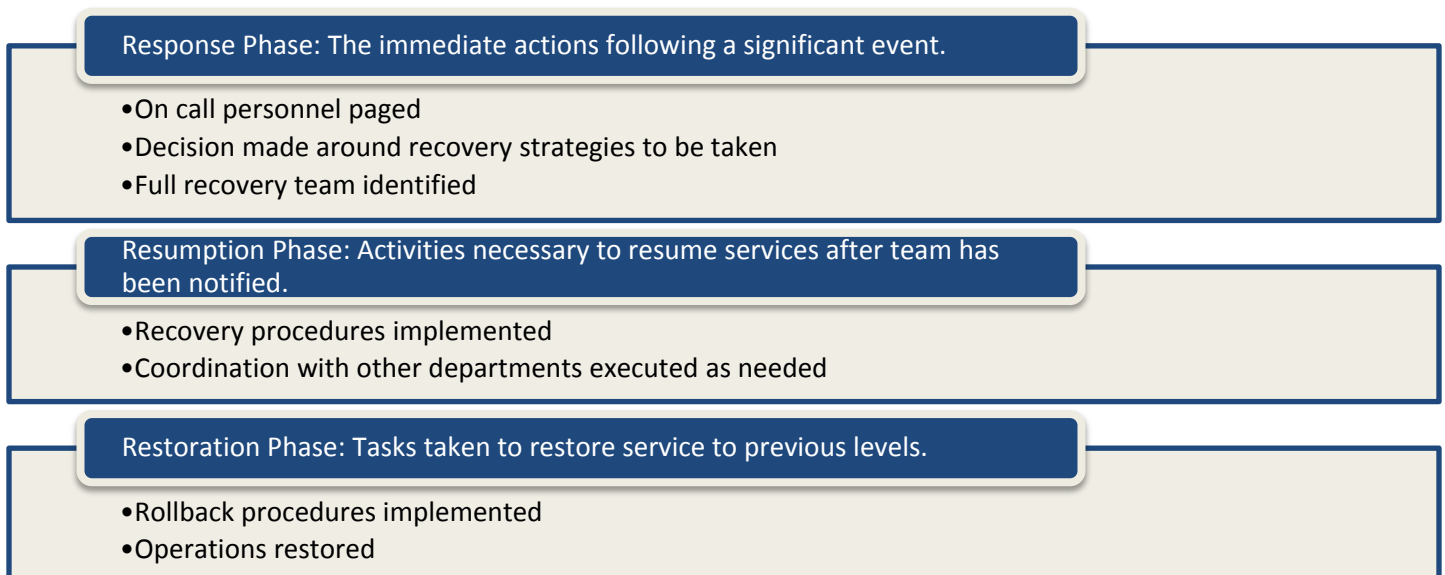 Response Phase: The immediate actions following a significant event.
•On call personnel paged
•Decision made around recovery strategies to be taken
•Full recovery team identified
Resumption Phase: Activities necessary to resume services after team has
been notified.
•Recovery procedures implemented
•Coordination with other departments executed as needed
Restoration Phase: Tasks taken to restore service to previous levels.
•Rollback procedures implemented
•Operations restored